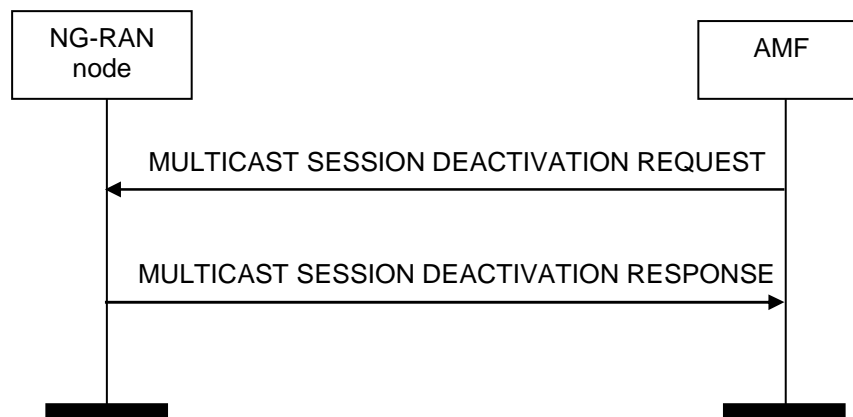 NG-RAN
node
AMF
MULTICAST SESSION DEACTIVATION REQUEST
MULTICAST SESSION DEACTIVATION RESPONSE